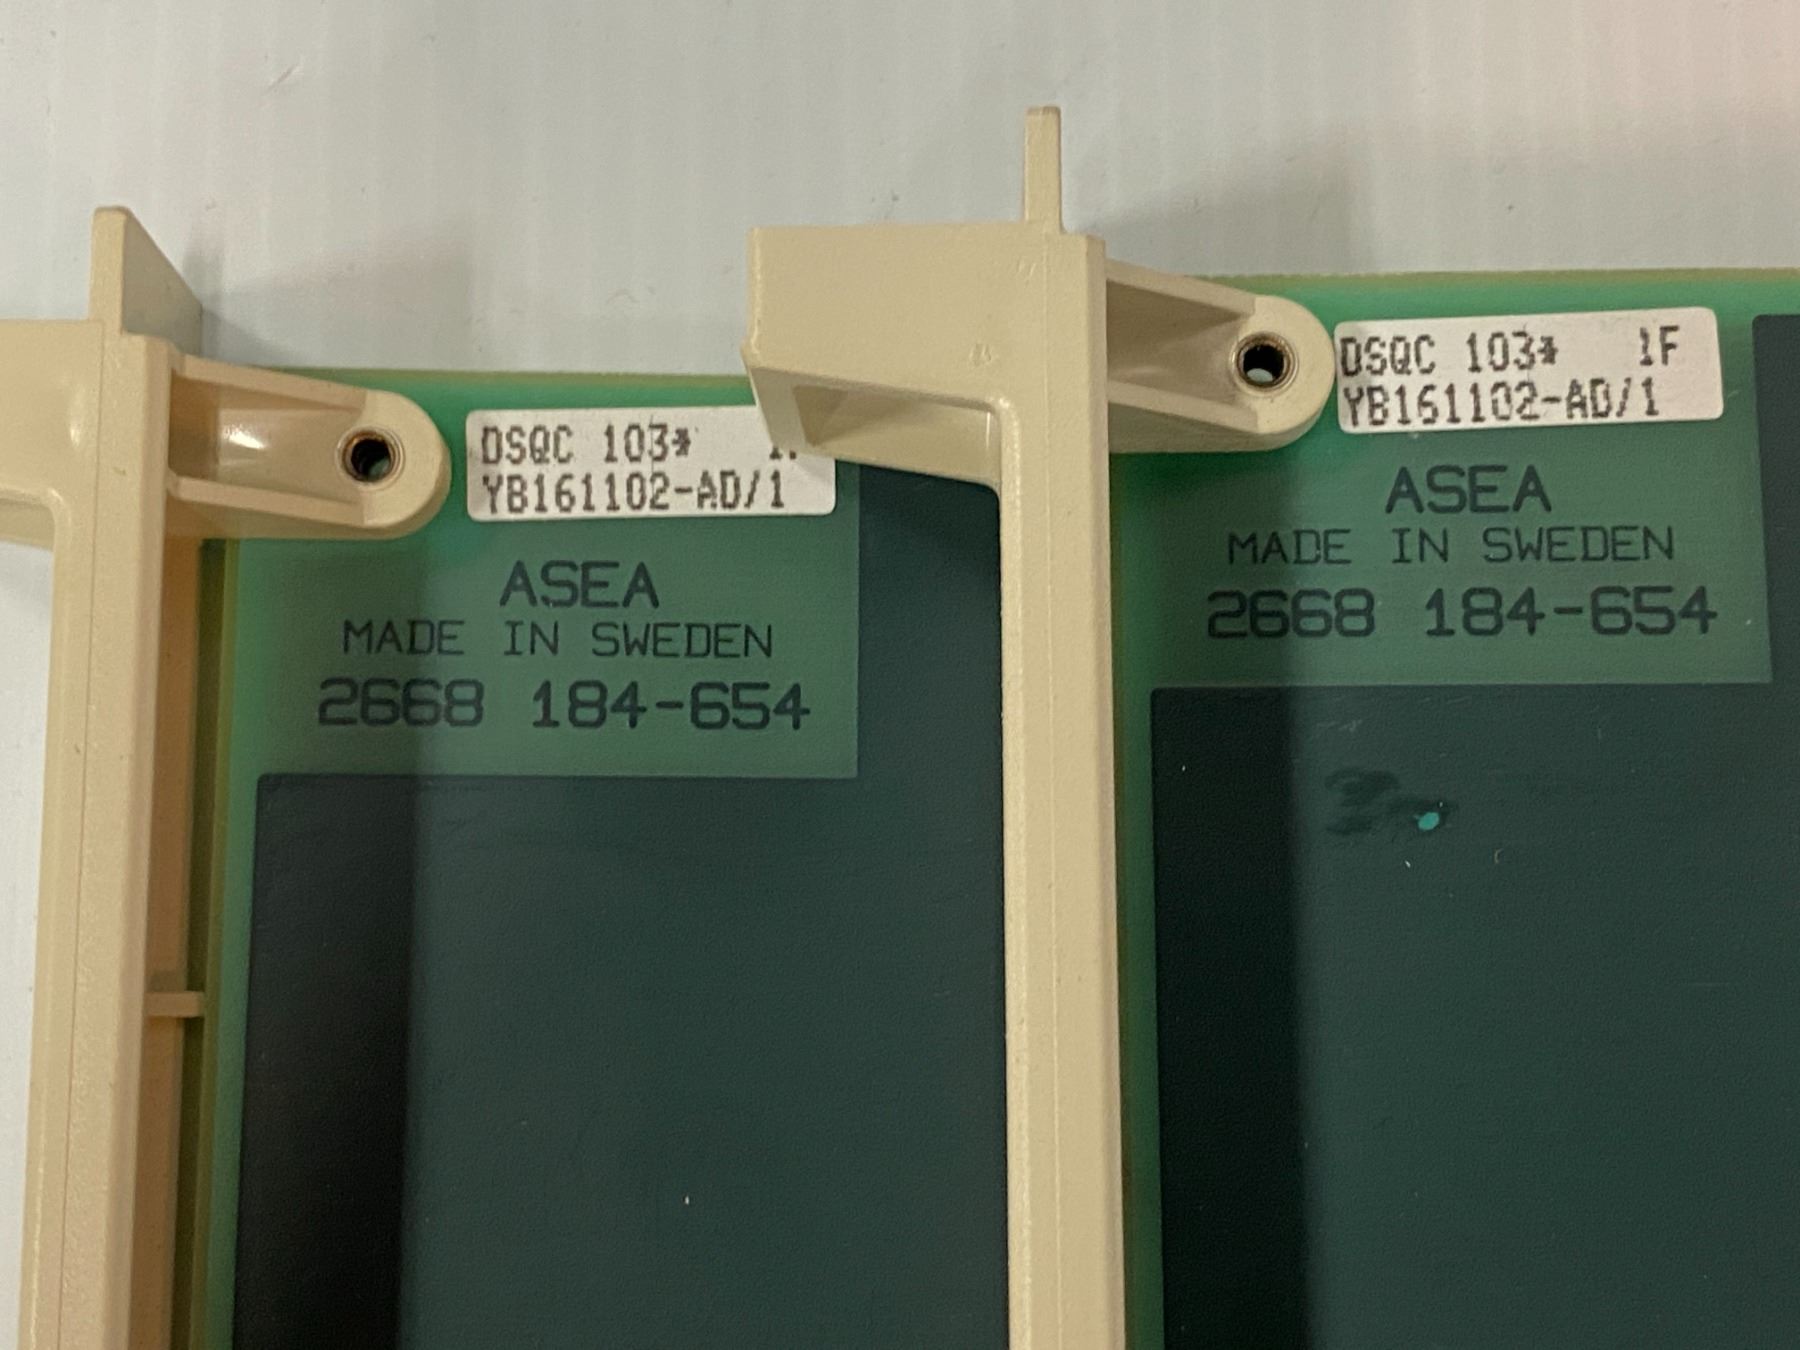 DSQC 103*
YB161102-AD/1
ASEA
MADE IN SWEDEN
2668 184-654
DSQC 103* 1F
YB161102-AD/1
ASEA
MADE IN SWEDEN
2668 184-654